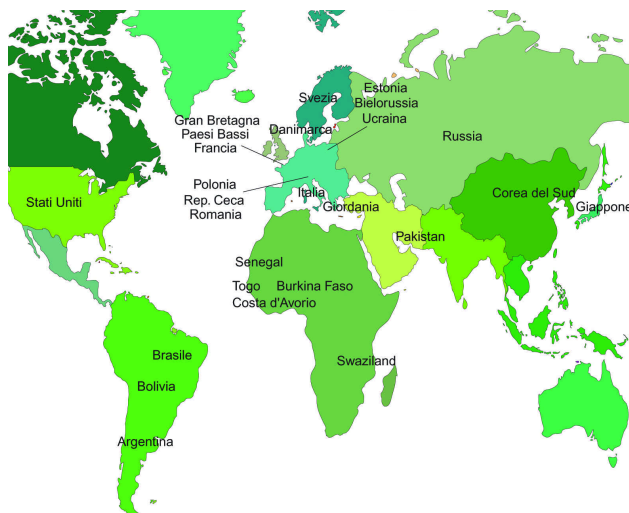 Estonia
Svezia
Bielorussia
Gran Bretagna
Ucraina
Paesi Bassi
Danimarca
Francia
Russia
Polonia
Corea del Sud
Stati Uniti
Rep. Ceca
Italia
Giordania
Giappone
Romania
Pakistan
Senegal
Togo
Burkina Faso
Costa d'Avorio
Brasile
Swaziland
Bolivia
Argentina